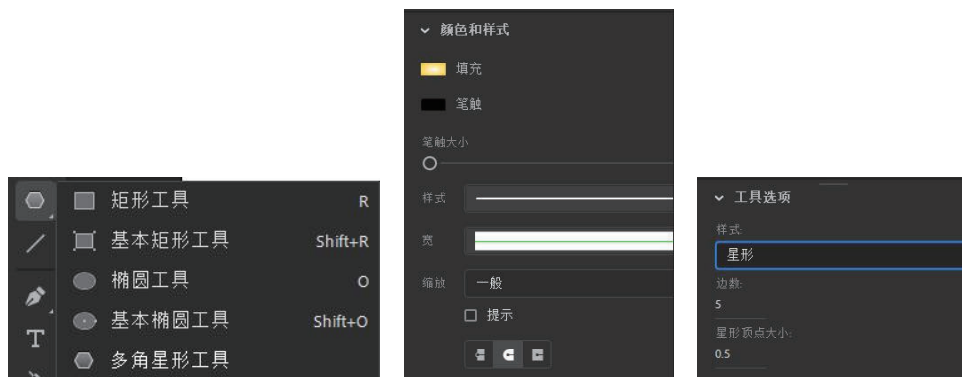 矩形工具 R
基本矩形工具 Shift+R
椭圆工具 O
基本椭圆工具 Shift+O
T
多角星形工具
颜色和样式
填充
笔触
笔触大小
样式
宽
缩放 一般
提示
工具选项
样式:
星形
边数:
5
星形顶点大小:
0.5